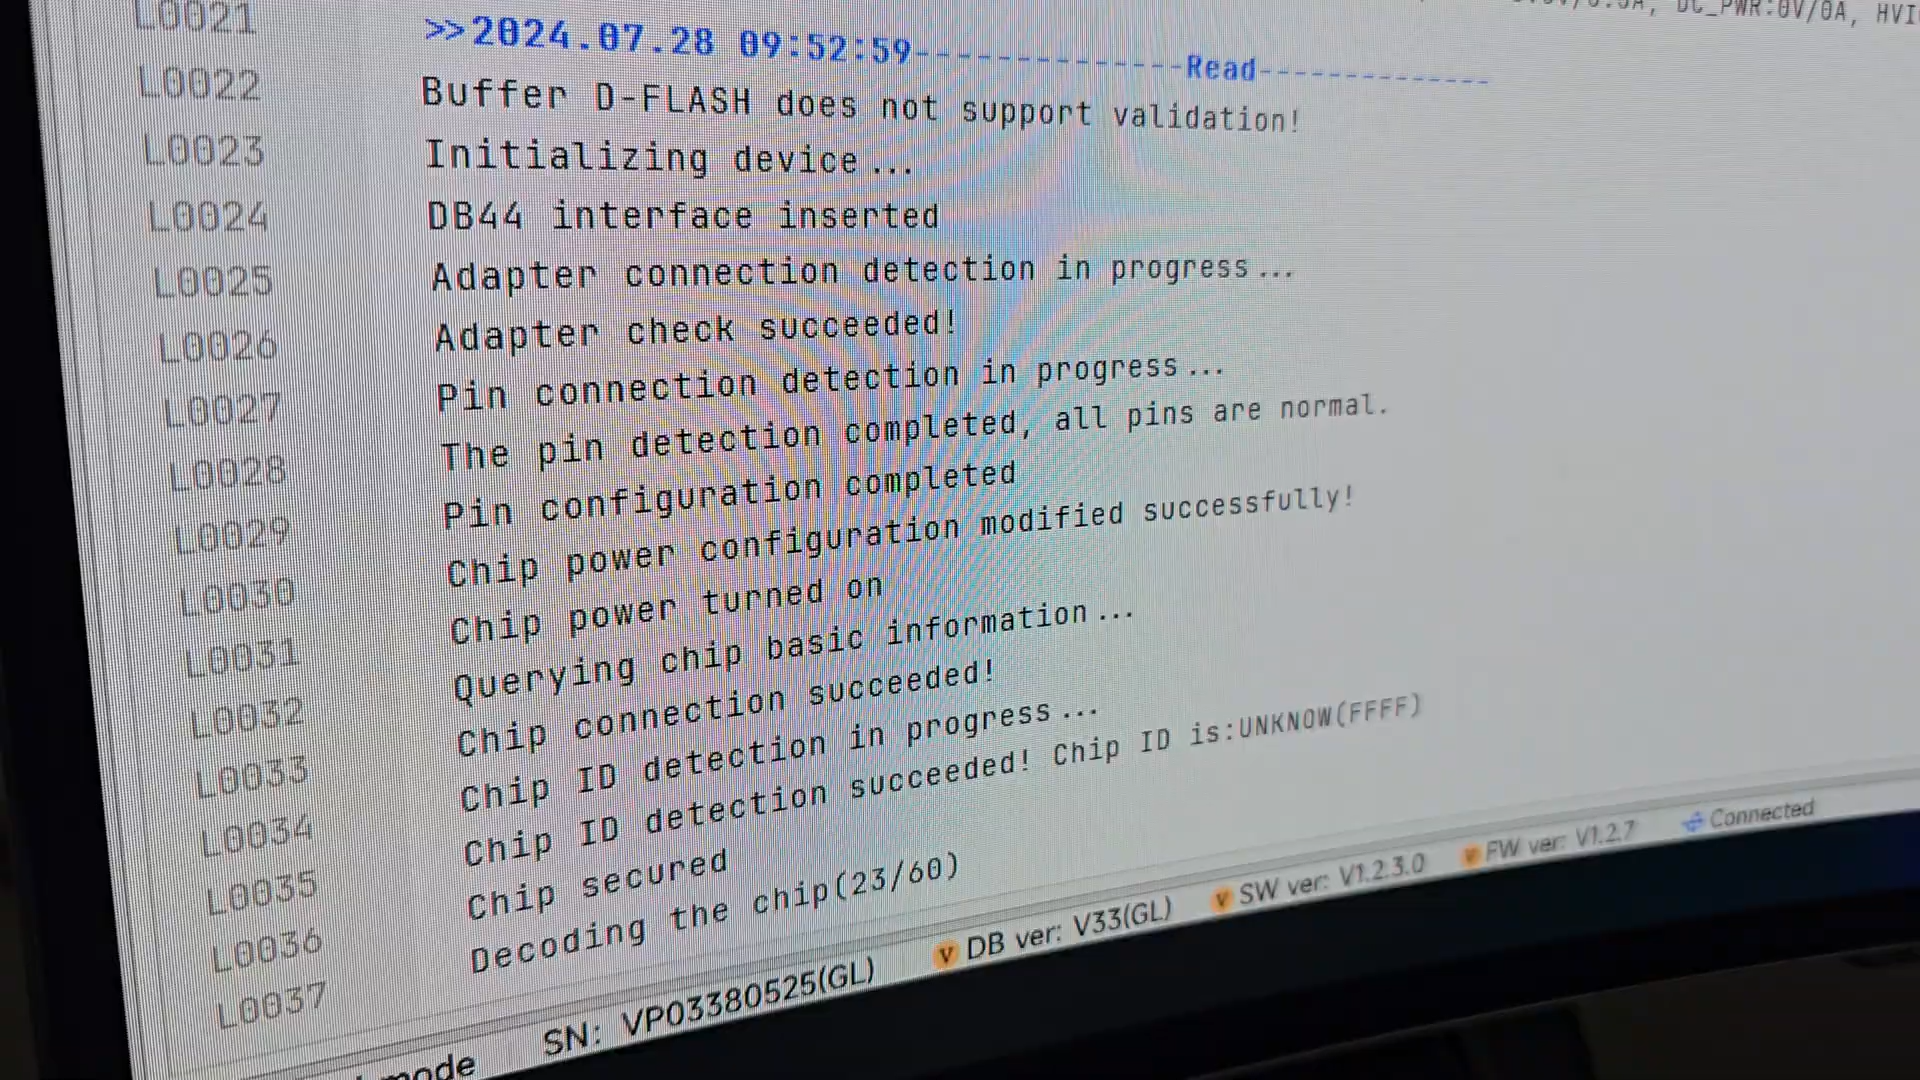 DC_PWR:0V/0A,
L0021 >>2024.07.28 09:52:59--------------Read-------------
L0022 Buffer D-FLASH does not support validation!
L0023 Initializing device...
L0024 DB44 interface inserted
L0025 Adapter connection detection in progress...
L0026 Adapter check succeeded!
L0027 Pin connection detection in progress...
L0028 The pin detection completed, all pins are normal.
L0029 Pin configuration completed
L0030 Chip power configuration modified successfully!
L0031 Chip power turned on
L0032 Querying chip basic information...
L0033 Chip connection succeeded!
L0034 Chip ID detection in progress...
L0035 Chip ID detection succeeded! Chip ID is:UNKNOW(FFFF)
L0036 Chip secured
L0037 Decoding the chip(23/60)
mode SN: VP03380525(GL) V DB ver: V33(GL) V SW ver: V1.2.3.0 V FW ver: V1.2.7 Connected